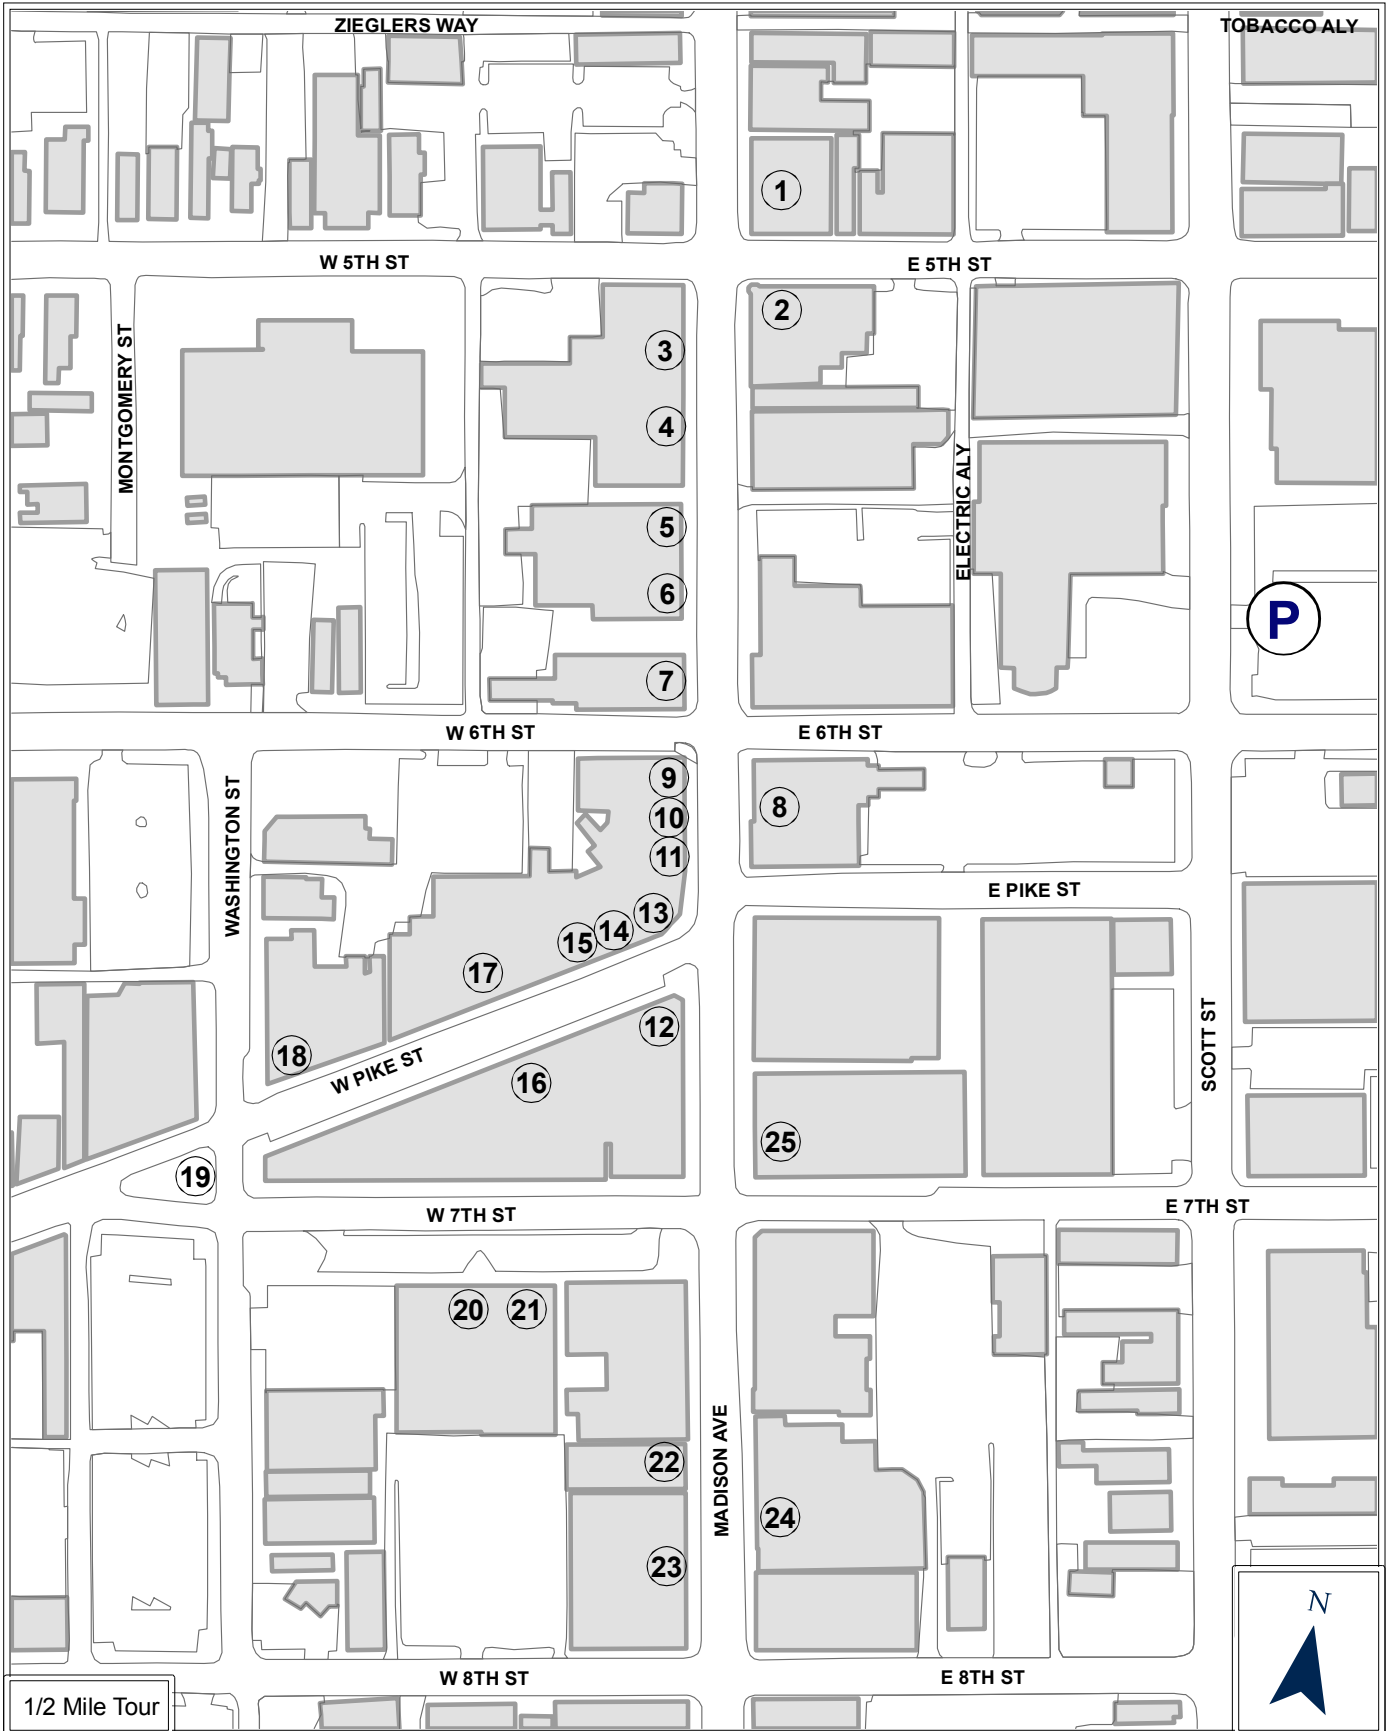 ZIEGLERS WAY
TOBACCO ALY
1
W 5TH ST
E 5TH ST
2
MONTGOMERY ST
3
4
ELECTRIC ALY
5
6
P
7
W 6TH ST
E 6TH ST
WASHINGTON ST
9
8
10
11
E PIKE ST
13
14
15
17
12
SCOTT ST
18
W PIKE ST
16
25
19
W 7TH ST
E 7TH ST
20
21
MADISON AVE
22
24
23
N
W 8TH ST
E 8TH ST
1/2 Mile Tour